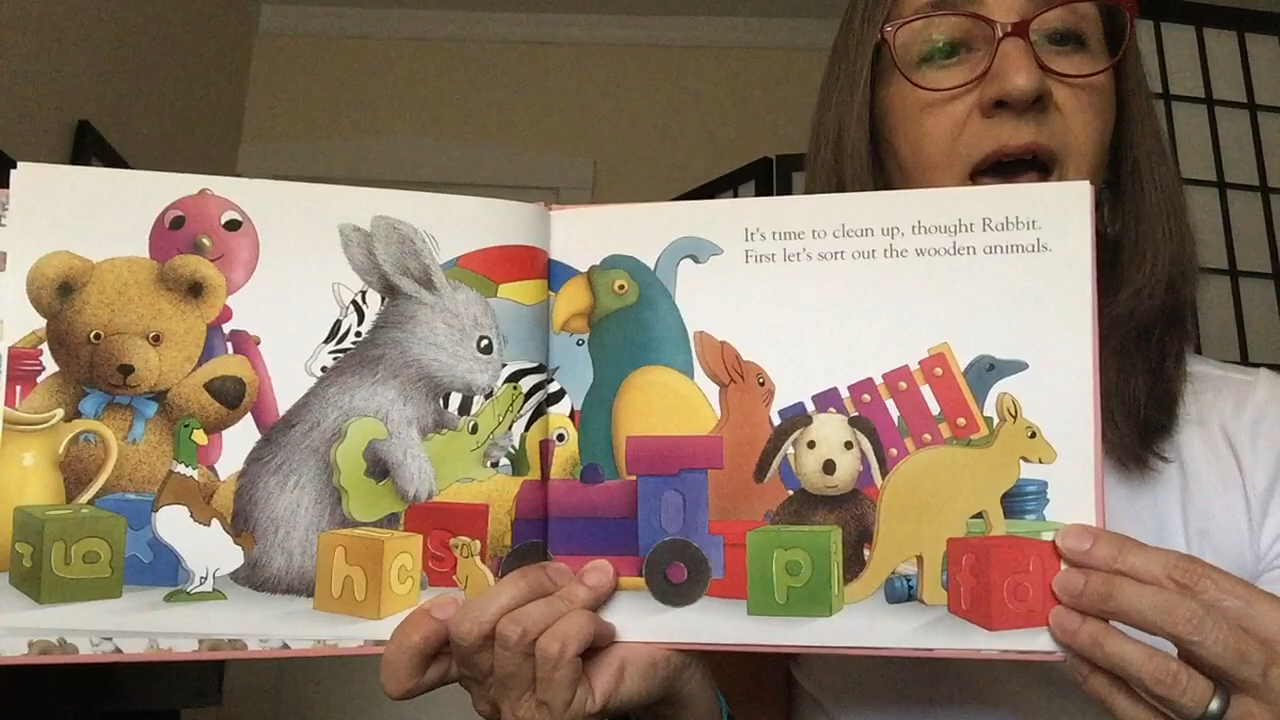 It's time to clean up, thought Rabbit.
First let's sort out the wooden animals.
g
h c
s
p
f d